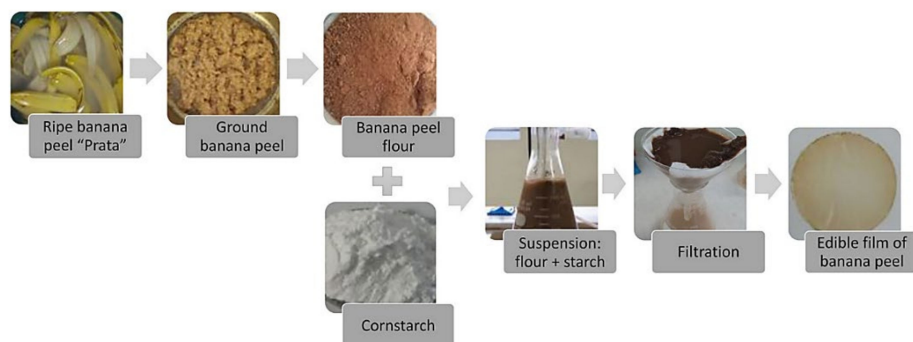 Ripe banana
peel “Prata”
Ground
banana peel
Banana peel
flour
Cornstarch
Suspension:
flour + starch
Filtration
Edible film of
banana peel